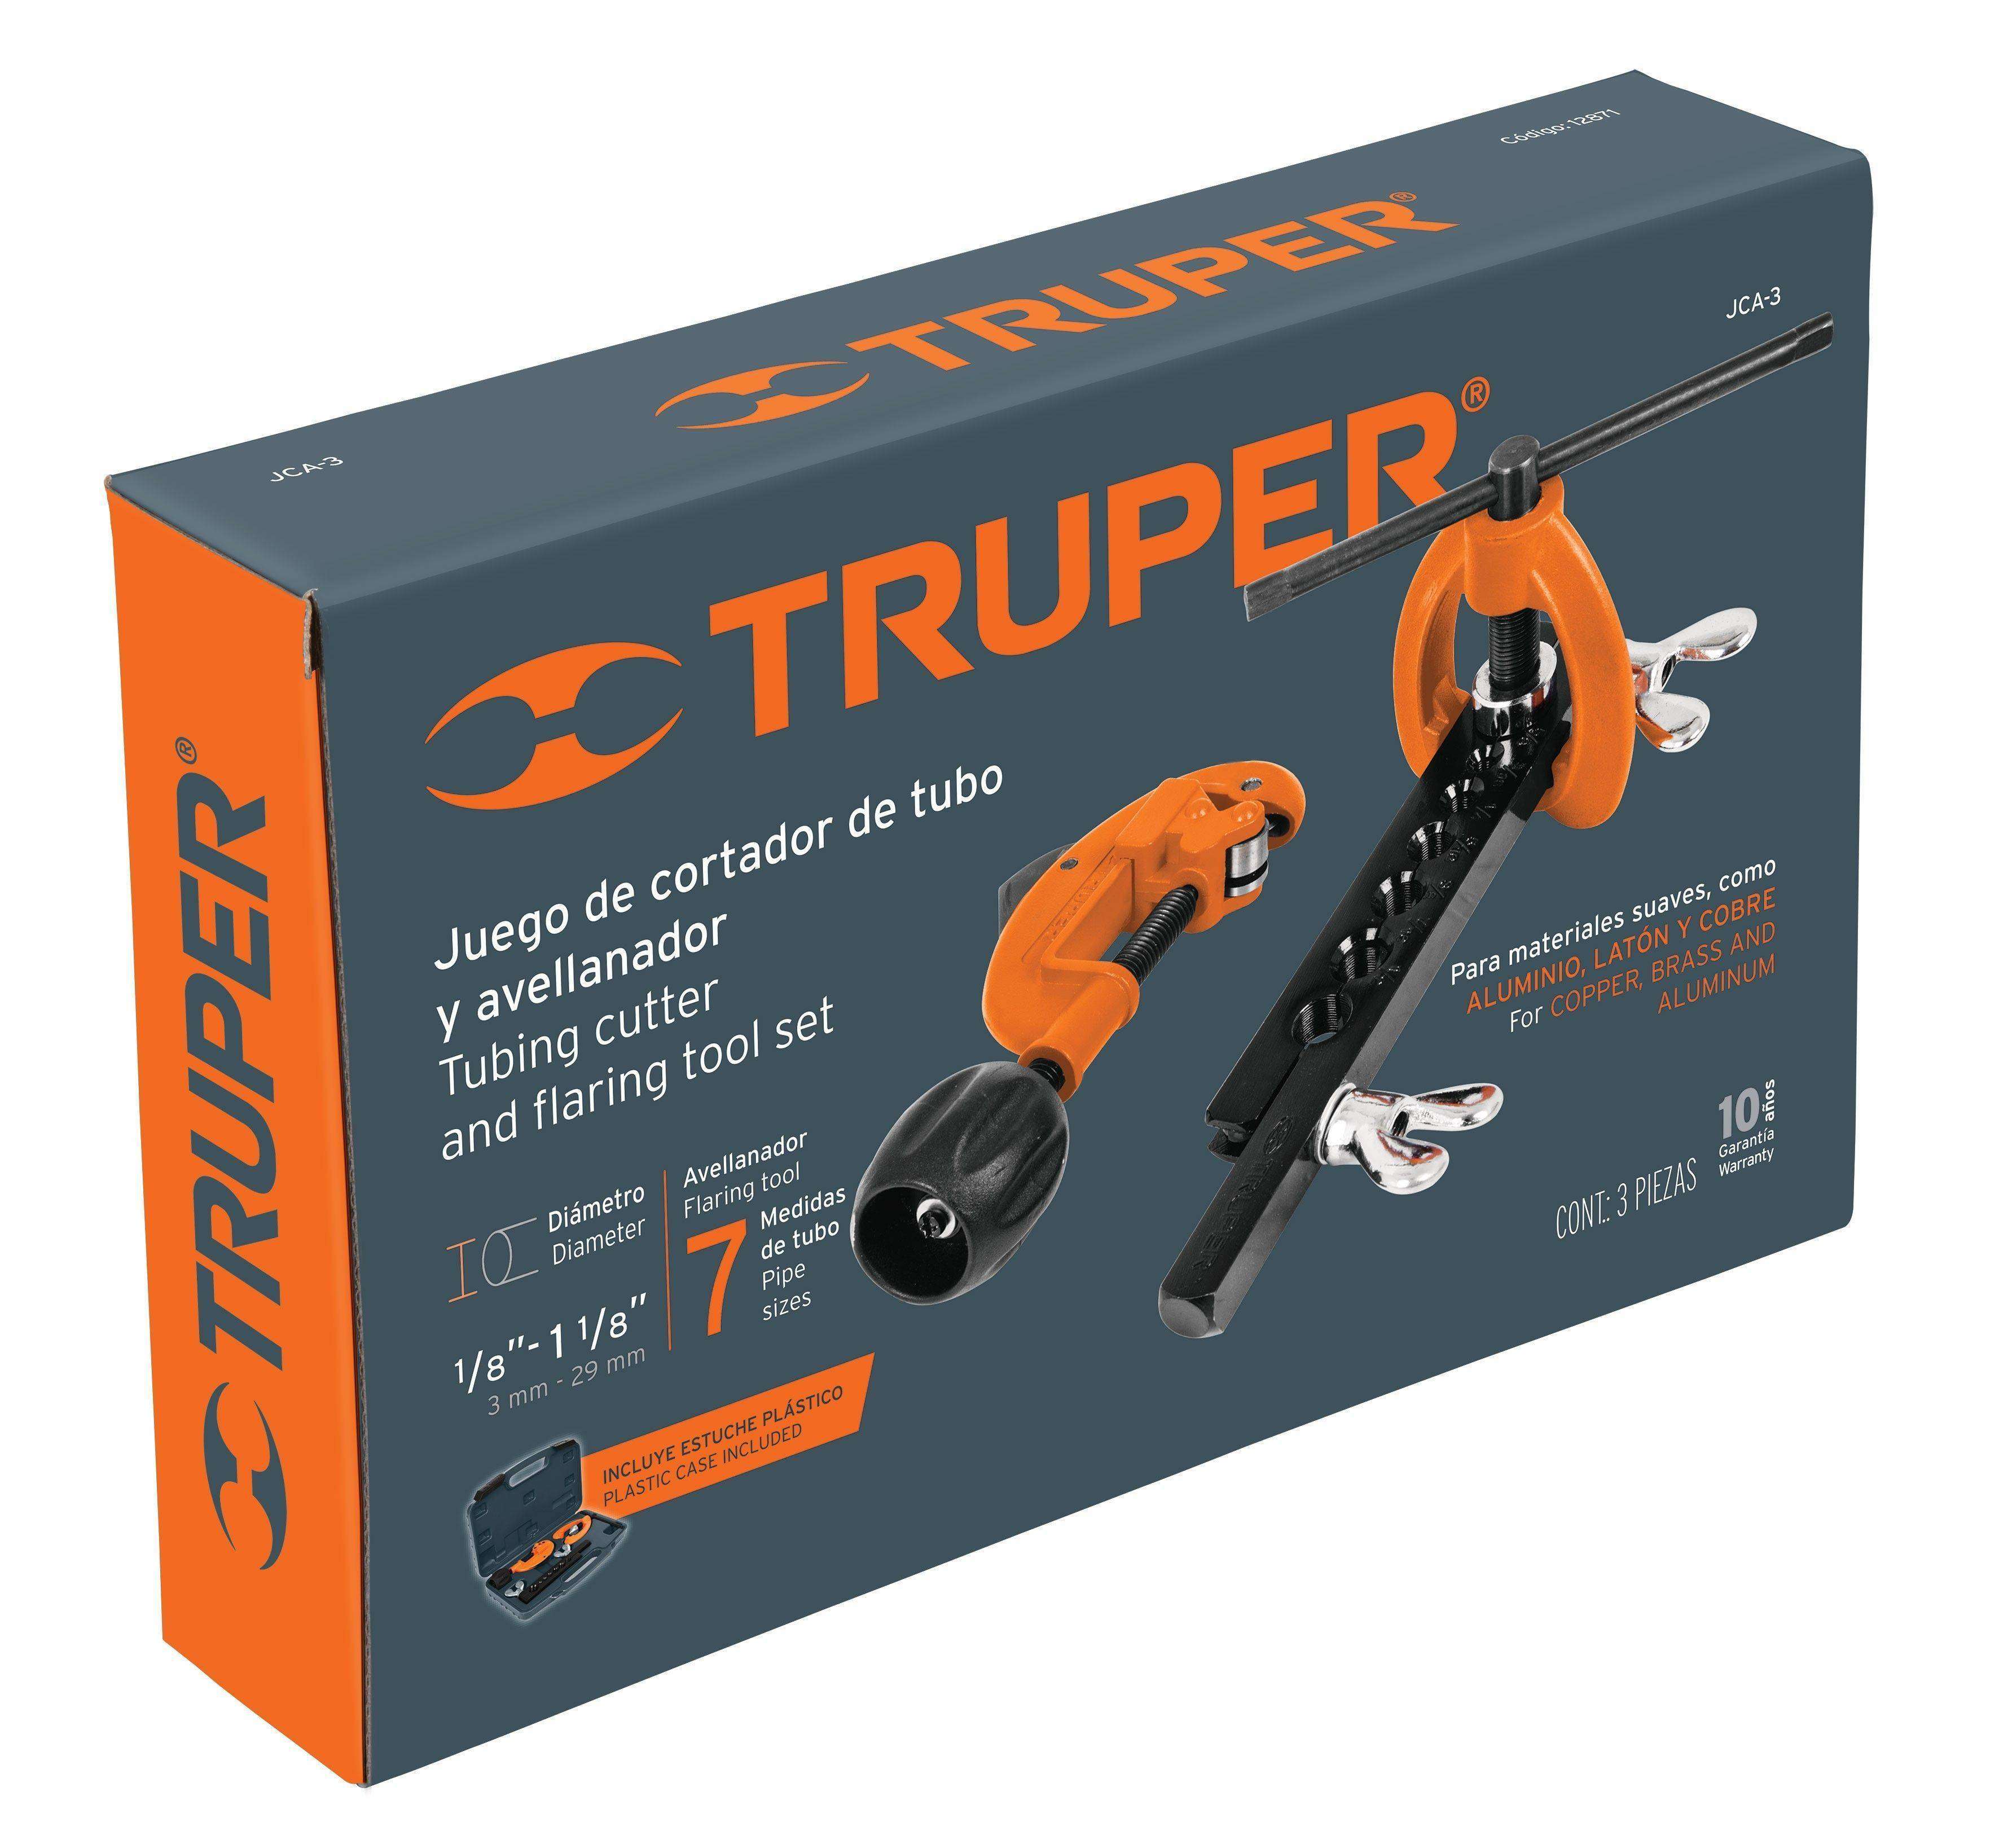 Código: 12871
TRUPER®
JCA-3
JCA-3
TRUPER®
TRUPER®
Juego de cortador de tubo
y avellanador
Tubing cutter
and flaring tool set
Diámetro
Diameter
1/8"- 1 1/8"
3 mm - 29 mm
Avellanador
Flaring tool
7
Medidas
de tubo
Pipe
sizes
INCLUYE ESTUCHE PLÁSTICO
PLASTIC CASE INCLUDED
Para materiales suaves, como
ALUMINIO, LATÓN Y COBRE
For COPPER, BRASS AND
ALUMINUM
10 años
Garantía
Warranty
CONT.: 3 PIEZAS
TRUPER